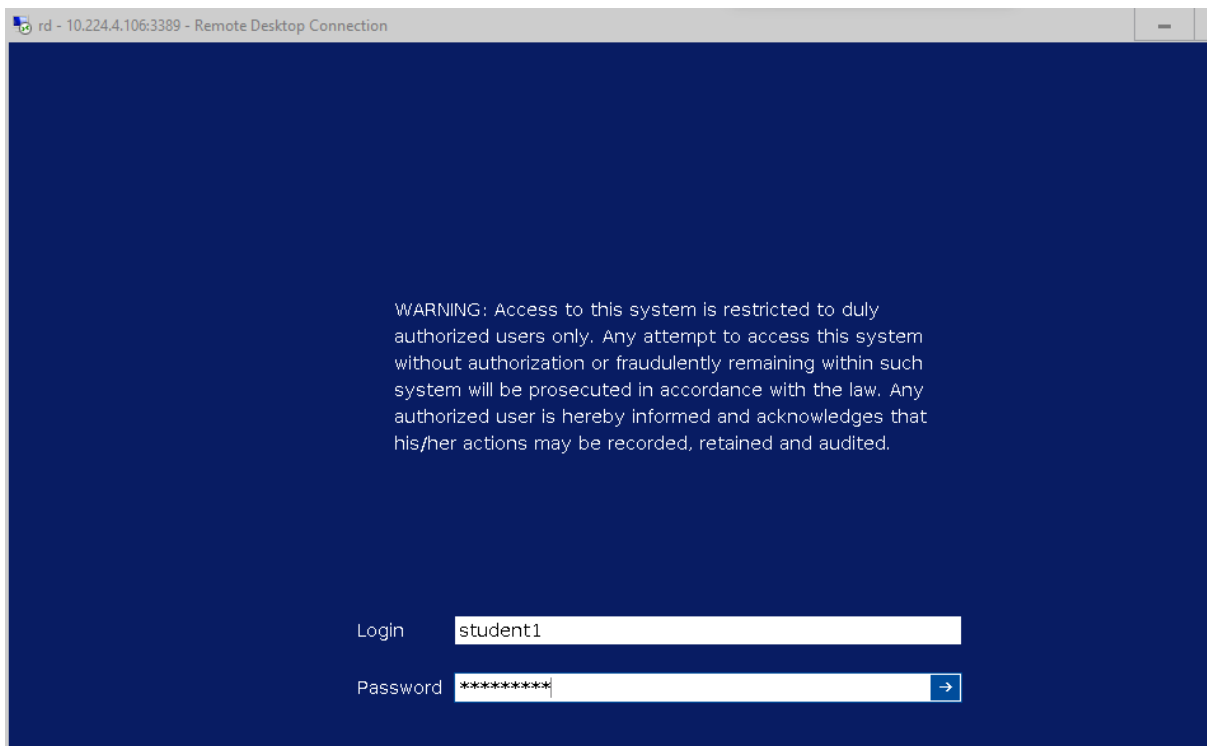 rd - 10.224.4.106:3389 - Remote Desktop Connection
WARNING: Access to this system is restricted to duly
authorized users only. Any attempt to access this system
without authorization or fraudulently remaining within such
system will be prosecuted in accordance with the law. Any
authorized user is hereby informed and acknowledges that
his/her actions may be recorded, retained and audited.
Login student1
Password *********